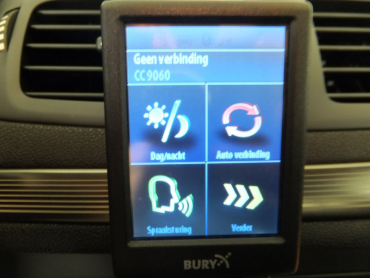 Geen verbinding
CC 9060
Dag/nacht
Auto verbinding
Spraaksturing
Verder
BURY